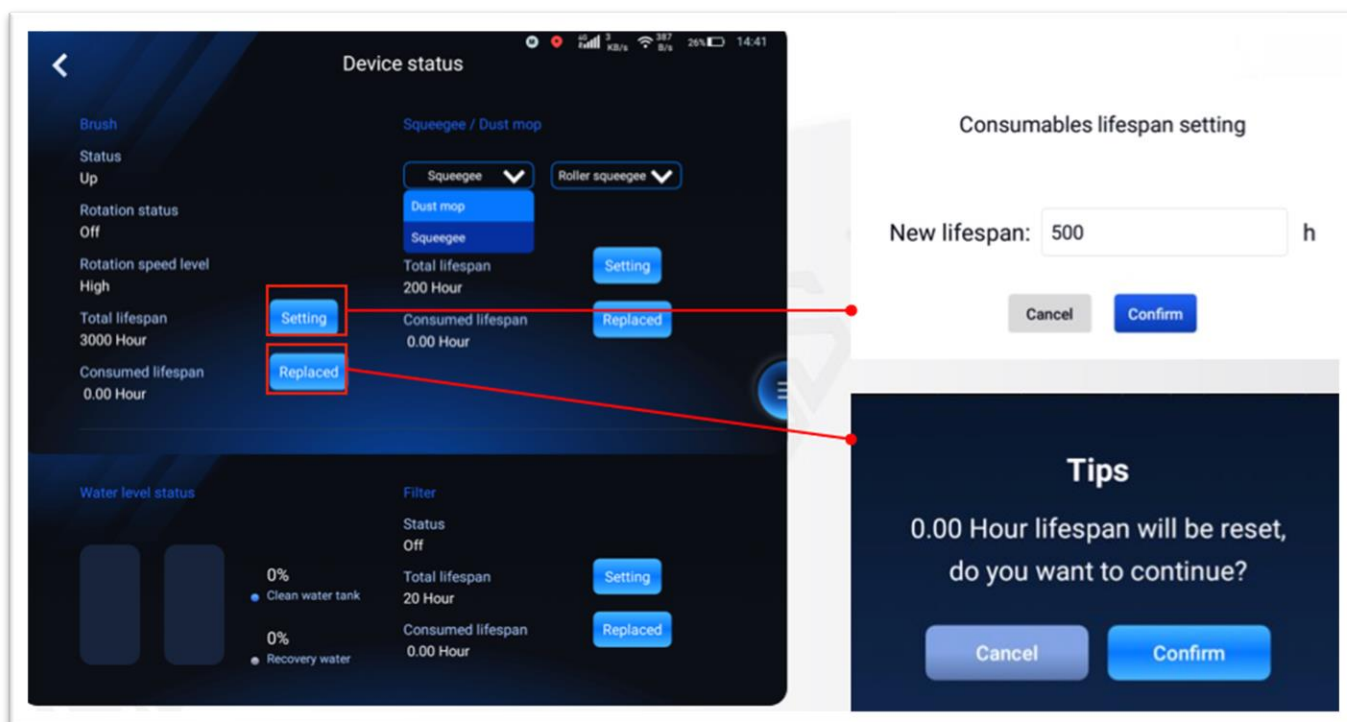 4G 3 KB/s 387 B/s 26% 14:41
Device status
Brush
Status
Up
Rotation status
Off
Rotation speed level
High
Total lifespan
3000 Hour
Setting
Consumed lifespan
0.00 Hour
Replaced
Squeegee / Dust mop
Squeegee
Roller squeegee
Dust mop
Squeegee
Total lifespan
200 Hour
Setting
Consumed lifespan
0.00 Hour
Replaced
Water level status
0%
Clean water tank
0%
Recovery water
Filter
Status
Off
Total lifespan
20 Hour
Setting
Consumed lifespan
0.00 Hour
Replaced
Consumables lifespan setting
New lifespan: 500 h
Cancel
Confirm
Tips
0.00 Hour lifespan will be reset,
do you want to continue?
Cancel
Confirm